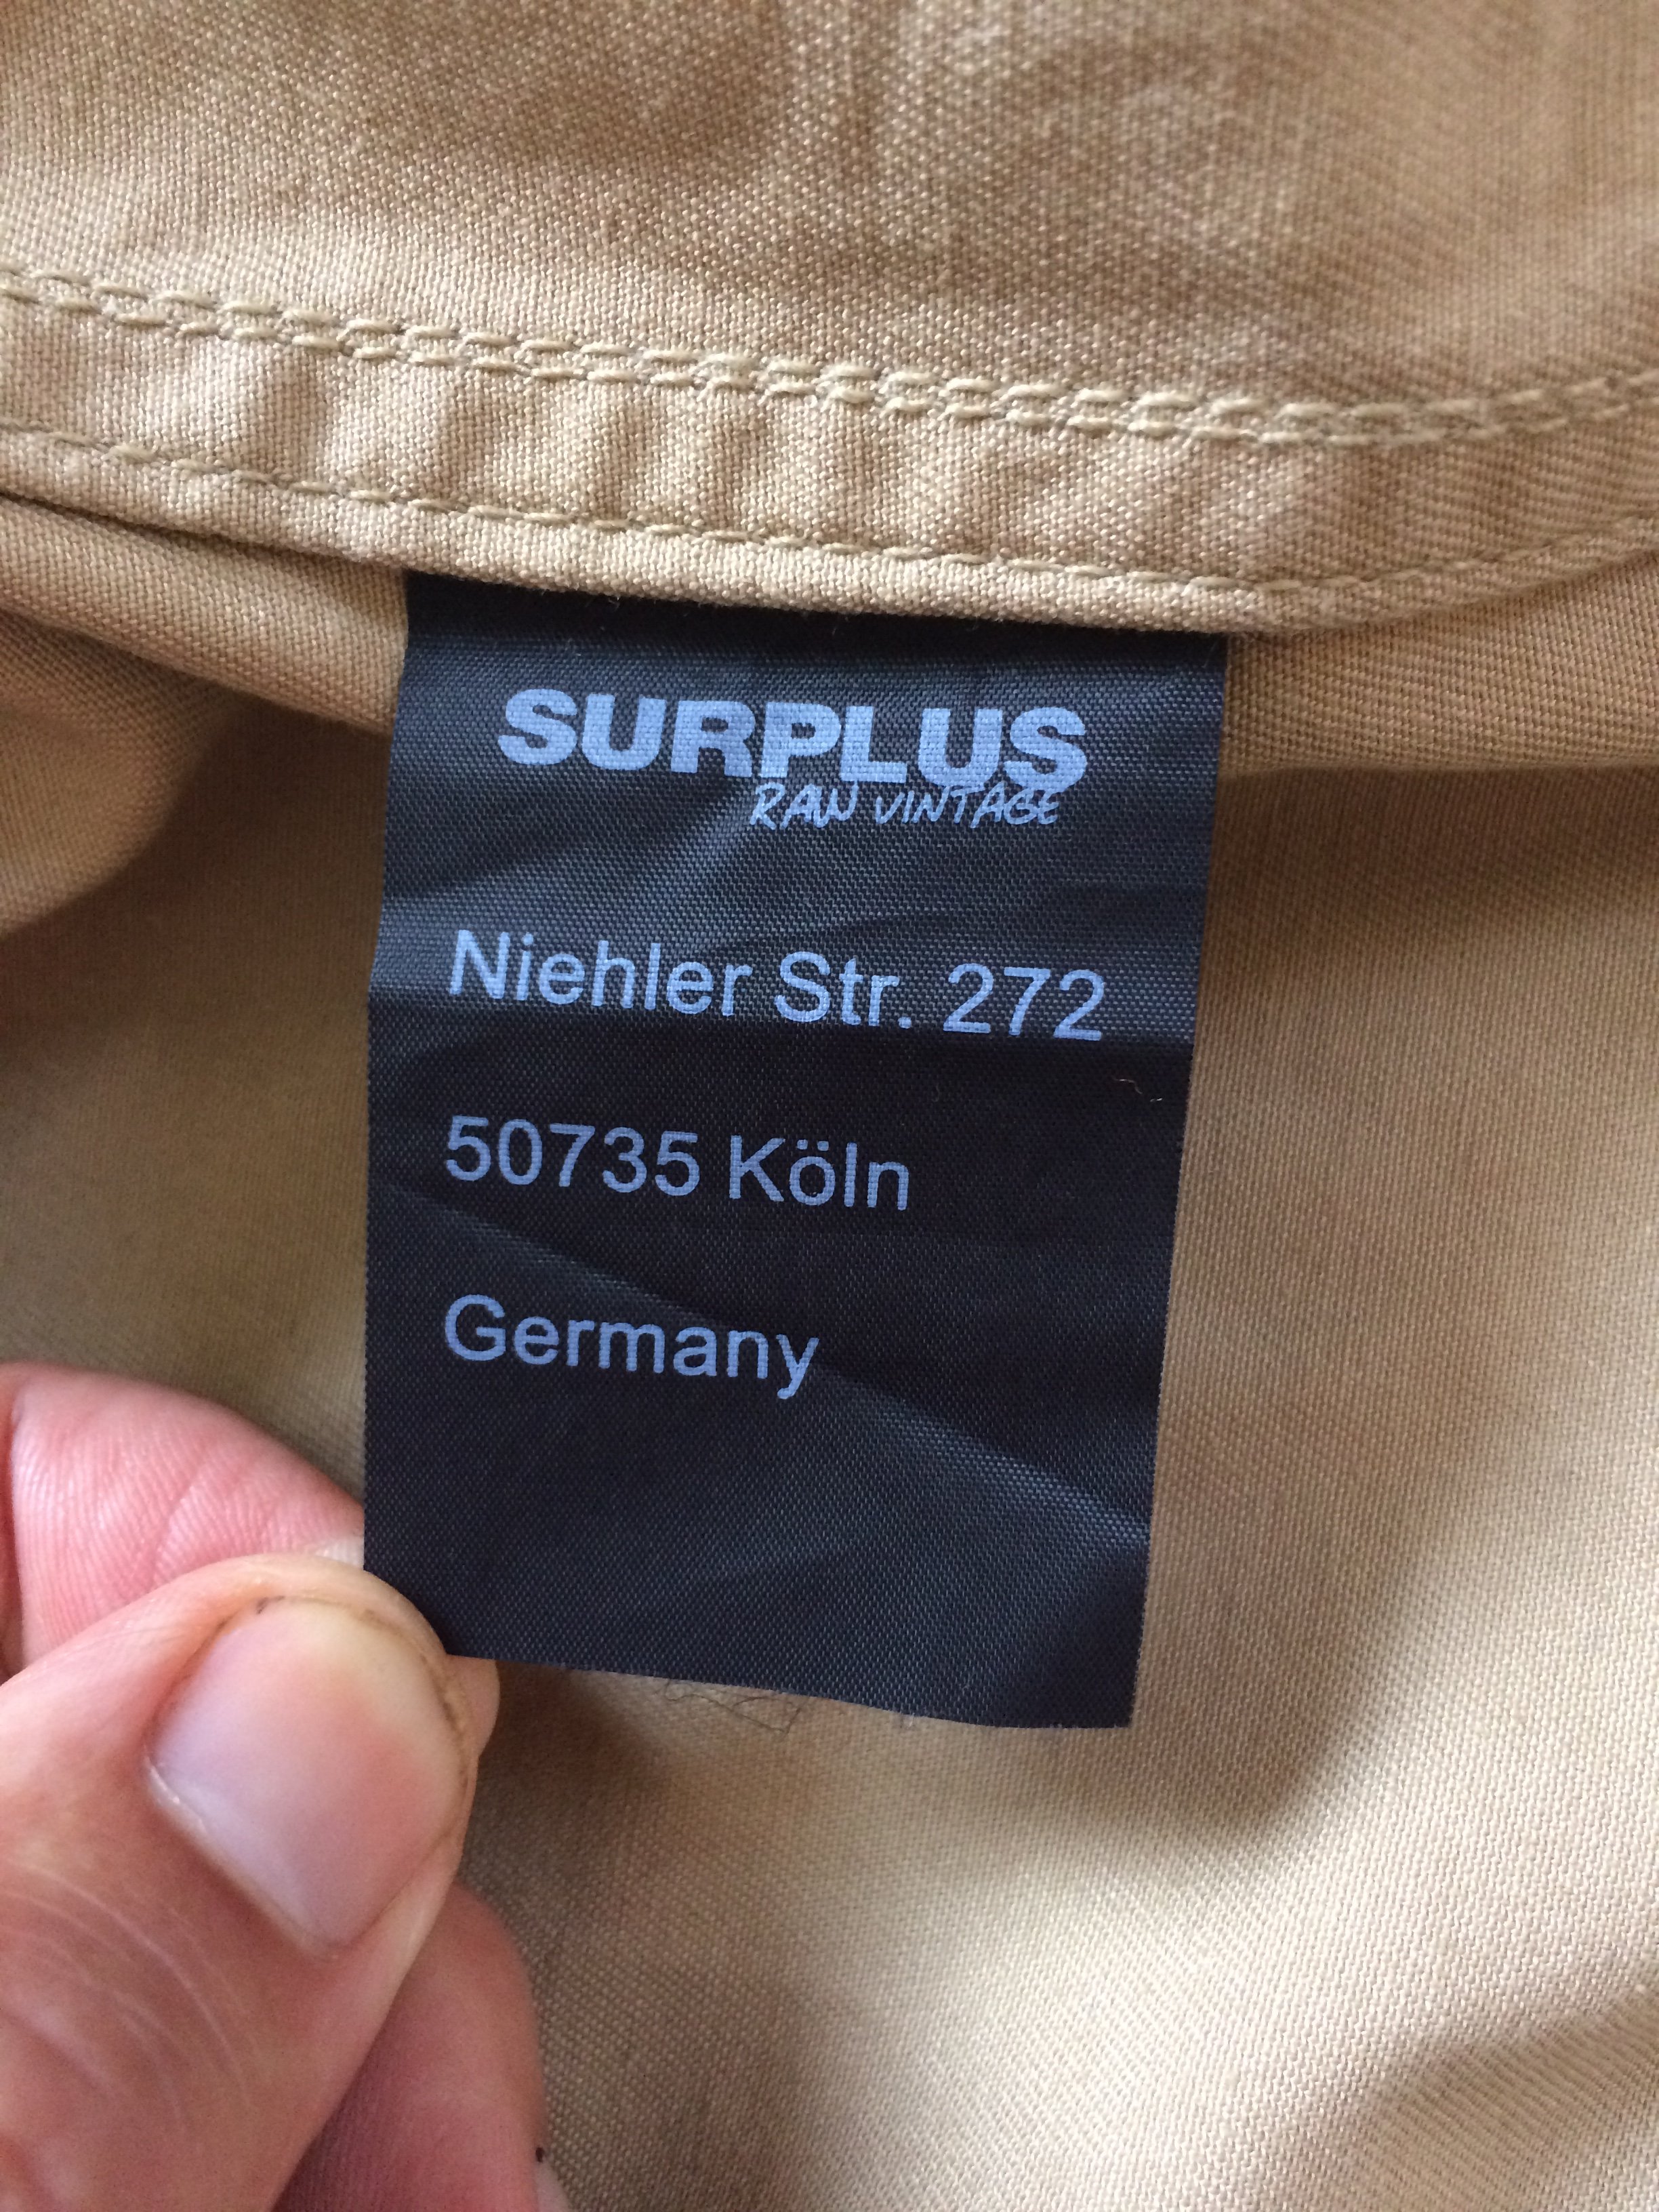 SURPLUS
RAW VINTAGE
Niehler Str. 272
50735 Köln
Germany